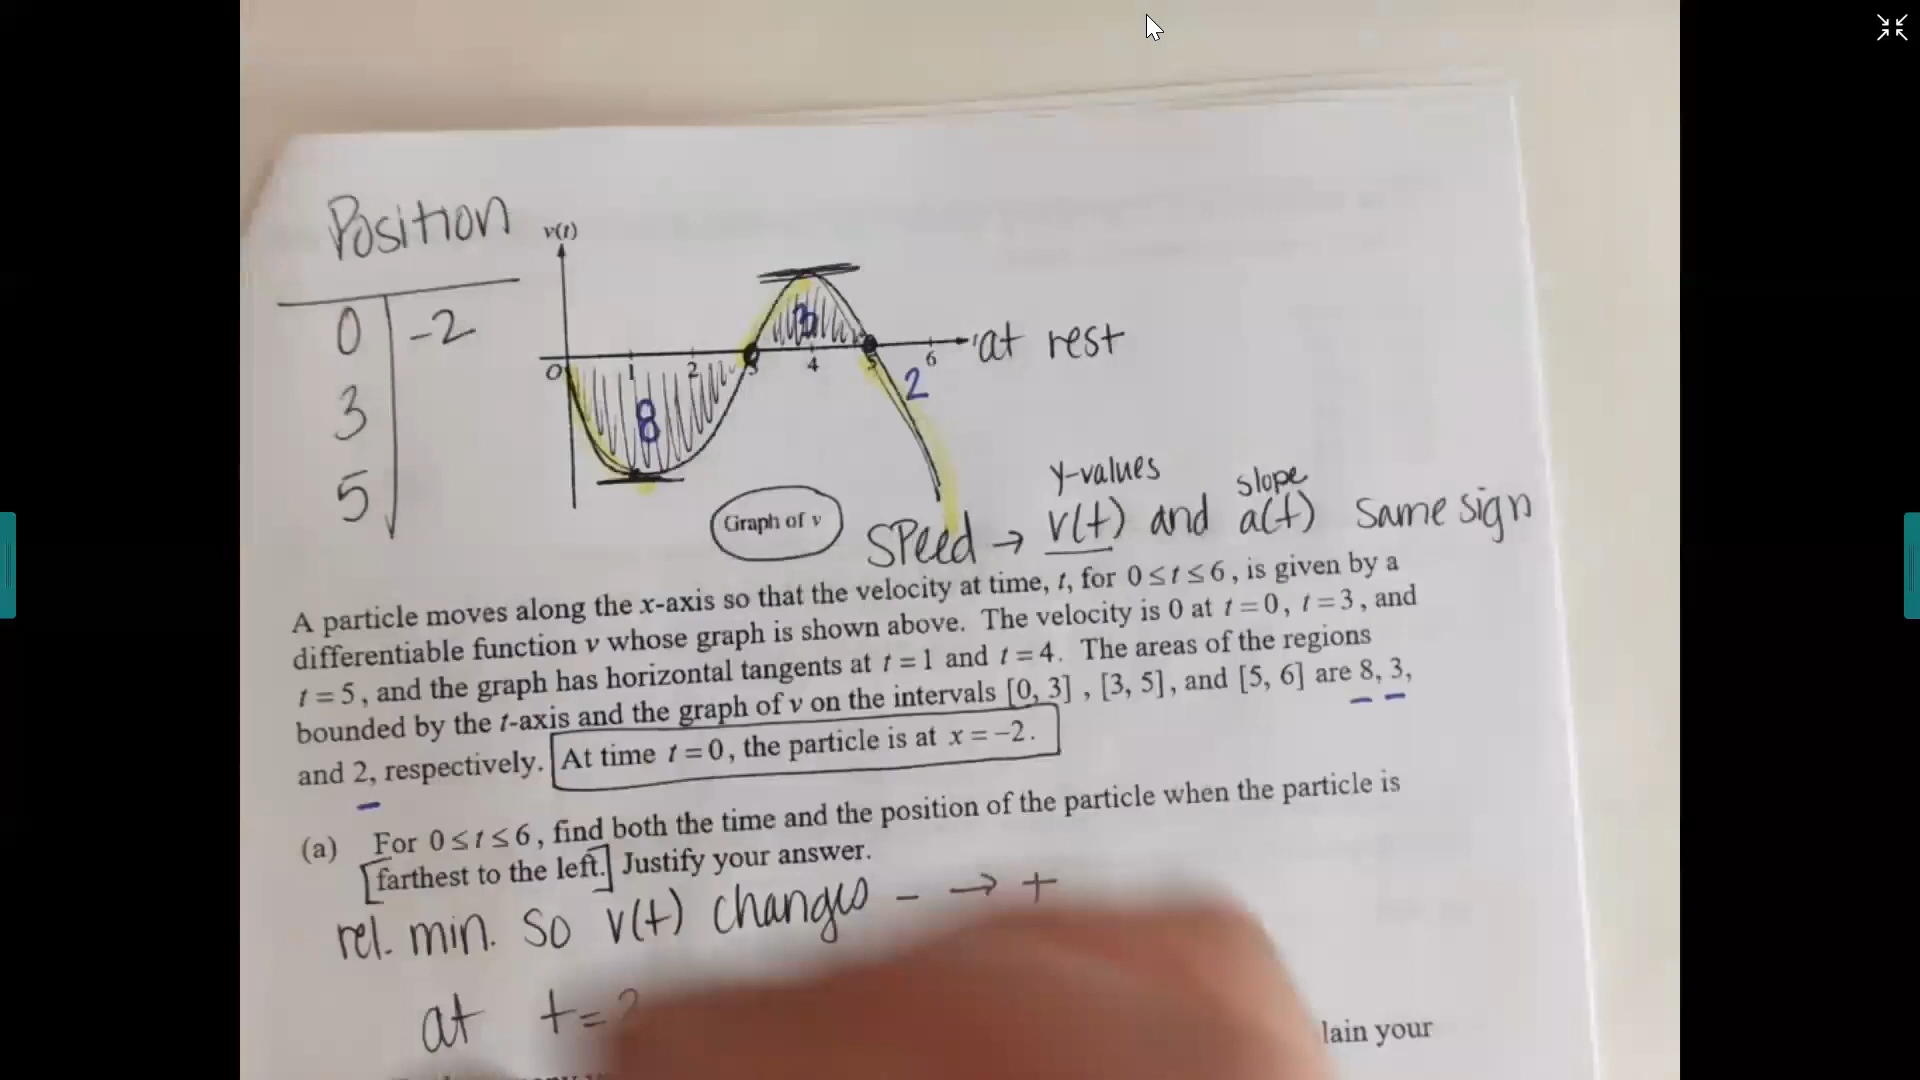 Position
v(t)
0 -2
3
5
3
at rest
O 1 2 3 4 5 6
8
2
y-values
slope
Graph of v
Speed → v(t) and a(t) same sign
A particle moves along the x-axis so that the velocity at time, t, for 0 ≤ t ≤ 6, is given by a
differentiable function v whose graph is shown above. The velocity is 0 at t = 0, t = 3, and
t = 5, and the graph has horizontal tangents at t = 1 and t = 4. The areas of the regions
bounded by the t-axis and the graph of v on the intervals [0, 3], [3, 5], and [5, 6] are 8, 3,
and 2, respectively. At time t = 0, the particle is at x = -2.
(a) For 0 ≤ t ≤ 6, find both the time and the position of the particle when the particle is
farthest to the left. Justify your answer.
rel. min. so v(t) changes - → +
at t =
lain your